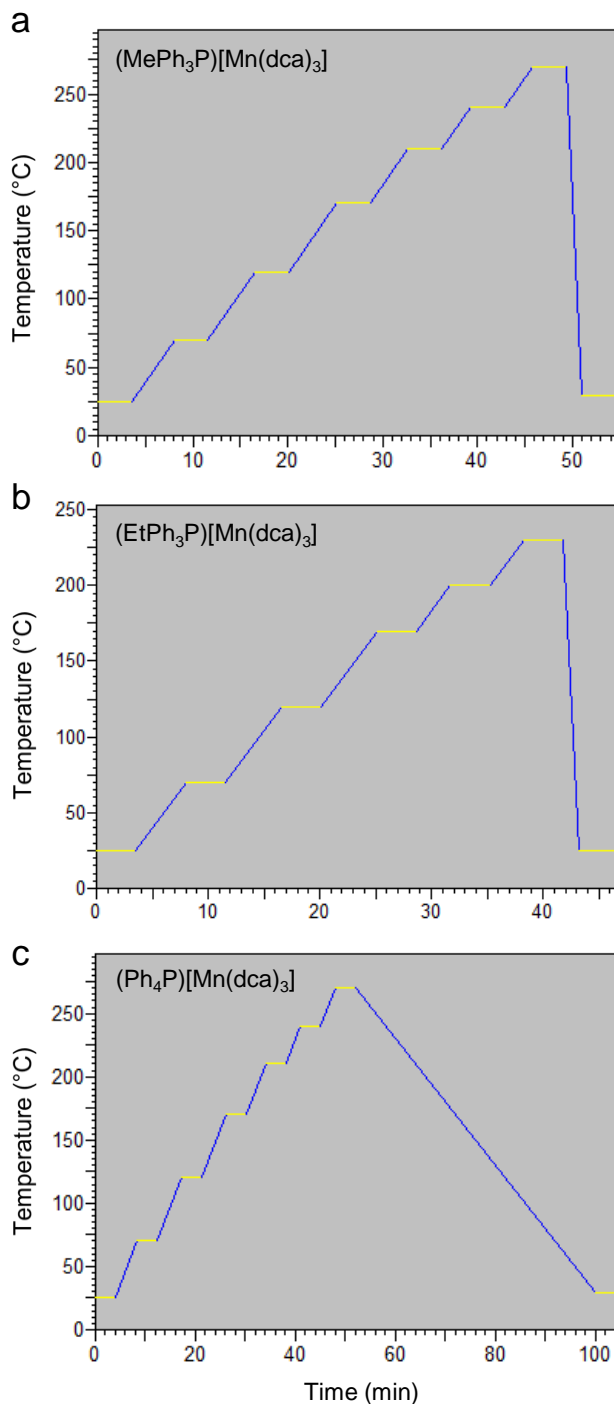 a
(MePh₃P)[Mn(dca)₃]
Temperature (°C)
250
200
150
100
50
0
0 10 20 30 40 50
b
(EtPh₃P)[Mn(dca)₃]
Temperature (°C)
250
200
150
100
50
0
0 10 20 30 40
c
(Ph₄P)[Mn(dca)₃]
Temperature (°C)
250
200
150
100
50
0
0 20 40 60 80 100
Time (min)